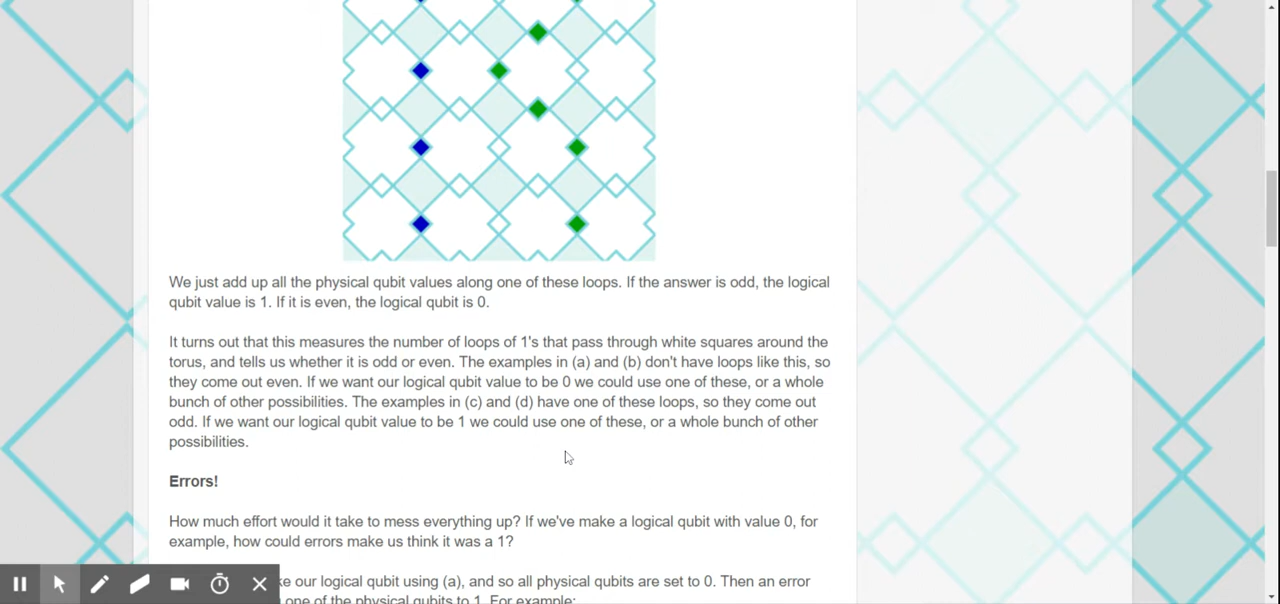 We just add up all the physical qubit values along one of these loops. If the answer is odd, the logical
qubit value is 1. If it is even, the logical qubit is 0.
It turns out that this measures the number of loops of 1's that pass through white squares around the
torus, and tells us whether it is odd or even. The examples in (a) and (b) don't have loops like this, so
they come out even. If we want our logical qubit value to be 0 we could use one of these, or a whole
bunch of other possibilities. The examples in (c) and (d) have one of these loops, so they come out
odd. If we want our logical qubit value to be 1 we could use one of these, or a whole bunch of other
possibilities.
Errors!
How much effort would it take to mess everything up? If we've make a logical qubit with value 0, for
example, how could errors make us think it was a 1?
our logical qubit using (a), and so all physical qubits are set to 0. Then an error
one of the physical qubits to 1. For example: